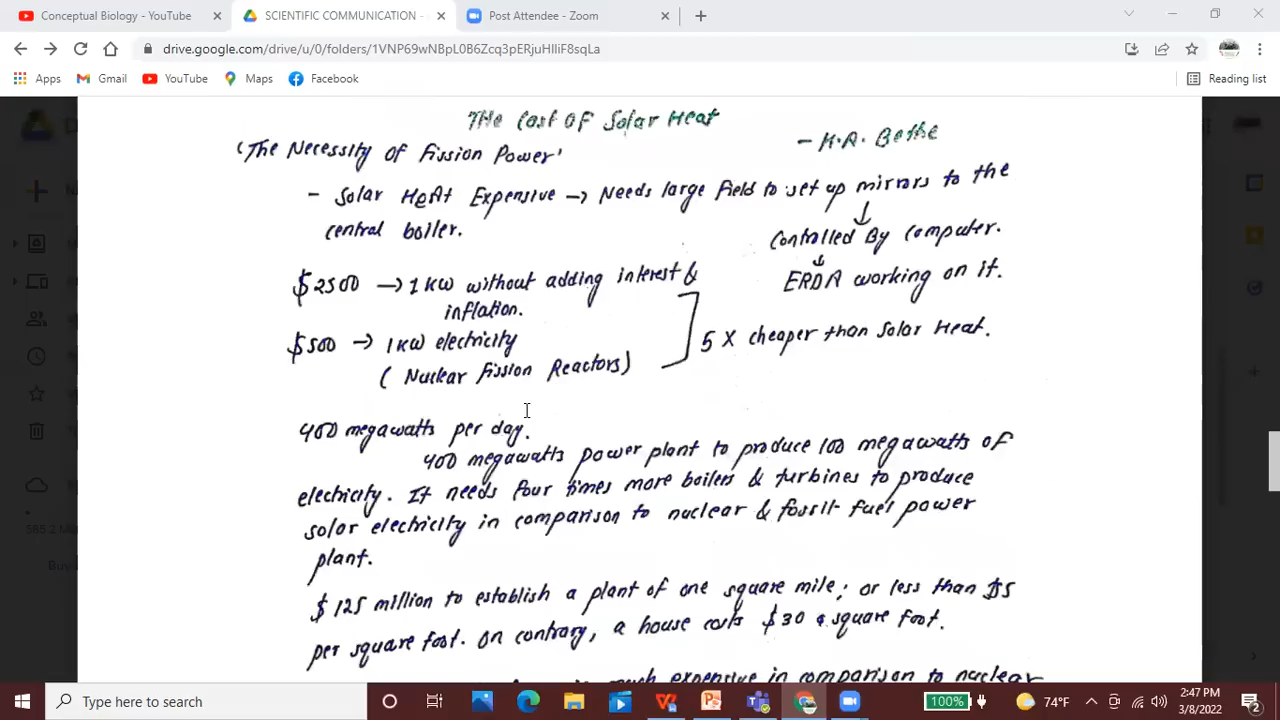 Conceptual Biology - YouTube
SCIENTIFIC COMMUNICATION -
Post Attendee - Zoom
drive.google.com/drive/u/0/folders/1VNP69wNBpL0B6Zcq3pERjuHIliF8sqLa
Apps Gmail YouTube Maps Facebook Reading list
The Cost Of Solar Heat
- H.A. Bethe
'The Necessity of Fission Power'
- Solar Heat Expensive → Needs large field to set up mirrors to the
central boiler.
↓
Controlled By Computer.
↓
ERDA working on it.
$2500 → 1 KW without adding interest &
inflation.
$500 → 1 KW electricity
(Nuclear Fission Reactors)
5 X cheaper than Solar Heat.
400 megawatts per day.
400 megawatts power plant to produce 100 megawatts of
electricity. It needs four times more boilers & turbines to produce
solar electricity in comparison to nuclear & fossil fuel power
plant.
$125 million to establish a plant of one square mile; or less than $5
per square foot. On contrary, a house costs $30 a square foot.
much expensive in comparison to nuclear
Type here to search
100%
74°F
2:47 PM
3/8/2022
2